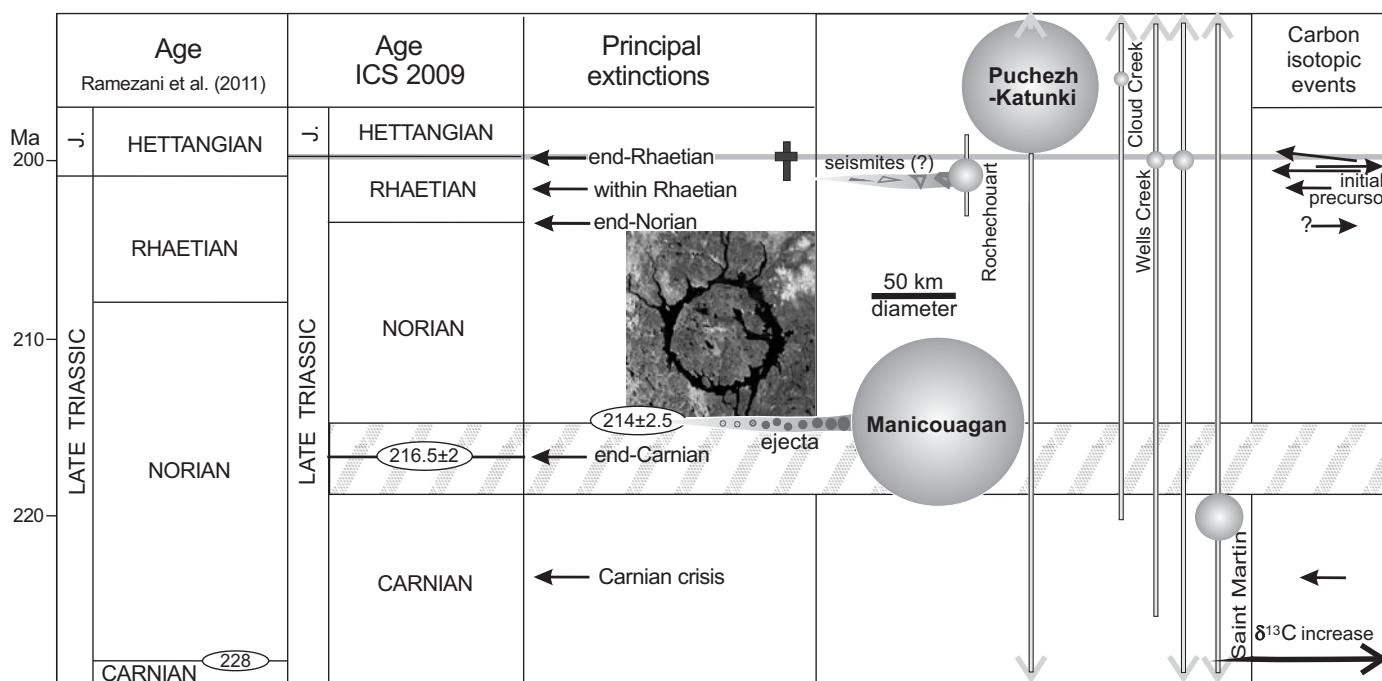 Age
Ramezani et al. (2011)
Age
ICS 2009
Principal
extinctions
Carbon
isotopic
events
Puchezh
-Katunki
Cloud Creek
Ma
200
210
220
J.
HETTANGIAN
RHAETIAN
LATE TRIASSIC
NORIAN
228
CARNIAN
J.
HETTANGIAN
RHAETIAN
LATE TRIASSIC
NORIAN
216.5±2
CARNIAN
end-Rhaetian
within Rhaetian
end-Norian
214±2.5
end-Carnian
Carnian crisis
seismites (?)
Rochechouart
50 km
diameter
Manicouagan
ejecta
Wells Creek
Saint Martin
initial
precurso
?
δ¹³C increase